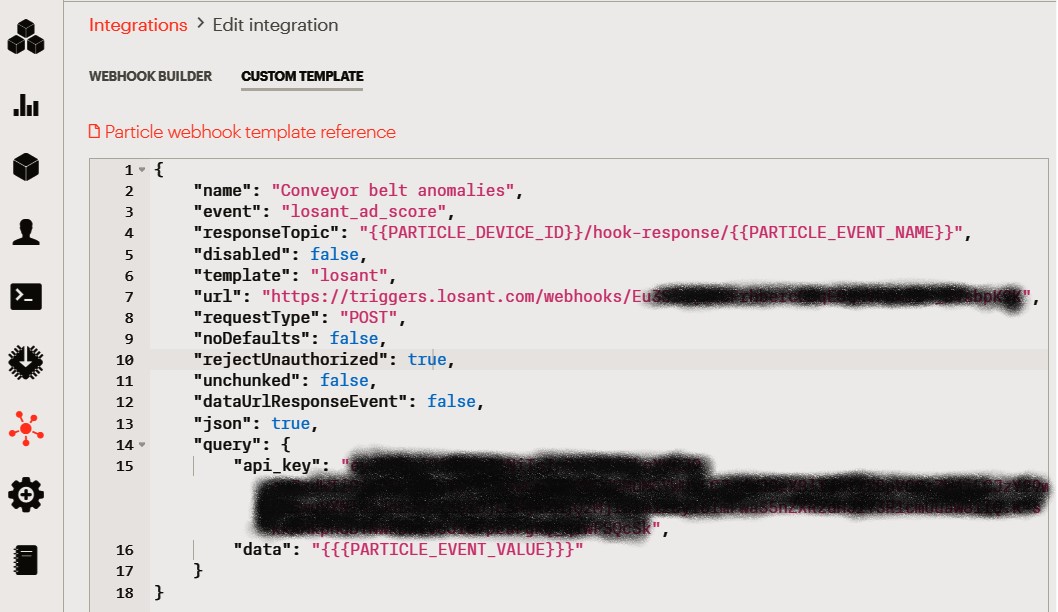 Integrations > Edit integration
WEBHOOK BUILDER CUSTOM TEMPLATE
Particle webhook template reference
1 {
2 "name": "Conveyor belt anomalies",
3 "event": "losant_ad_score",
4 "responseTopic": "{{PARTICLE_DEVICE_ID}}/hook-response/{{PARTICLE_EVENT_NAME}}",
5 "disabled": false,
6 "template": "losant",
7 "url": "https://triggers.losant.com/webhooks/
8 "requestType": "POST",
9 "noDefaults": false,
10 "rejectUnauthorized": true,
11 "unchunked": false,
12 "dataUrlResponseEvent": false,
13 "json": true,
14 "query": {
15 "api_key": "
",
16 "data": "{{{PARTICLE_EVENT_VALUE}}}"
17 }
18 }